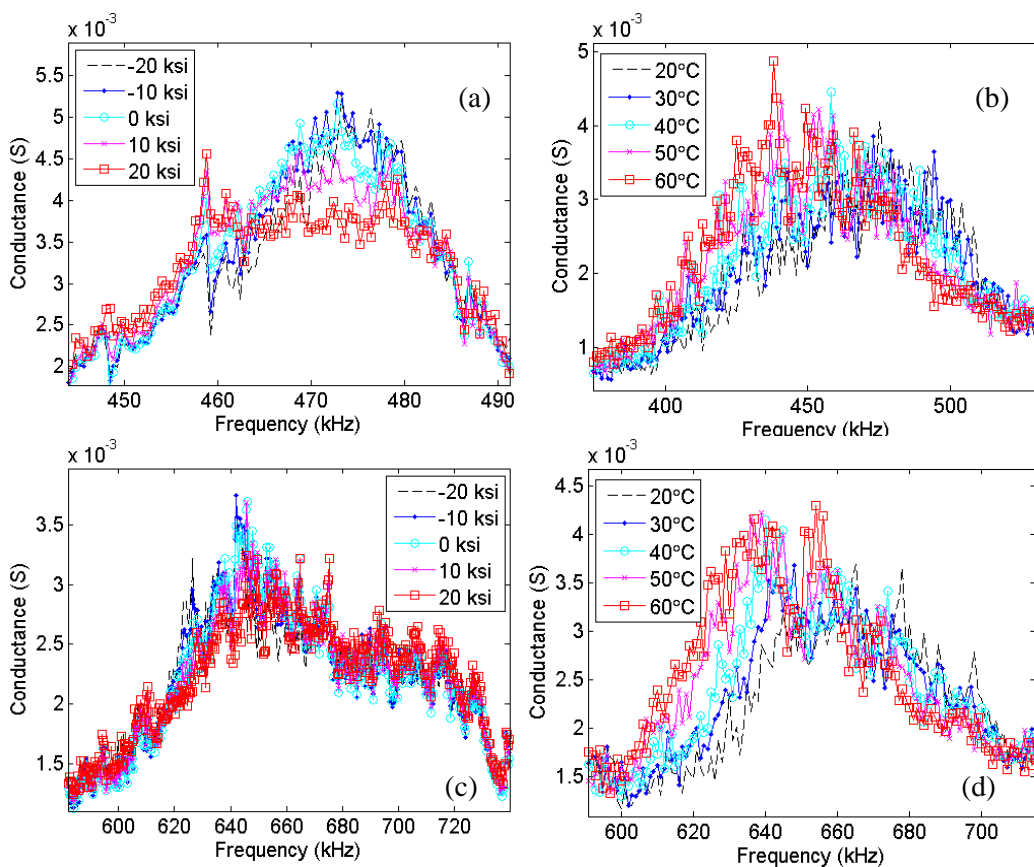 x 10-3
5.5
5
4.5
4
3.5
3
2.5
2
Conductance (S)
-20 ksi
-10 ksi
0 ksi
10 ksi
20 ksi
(a)
450 460 470 480 490
Frequency (kHz)
x 10-3
5
4
3
2
1
Conductance (S)
20°C
30°C
40°C
50°C
60°C
(b)
400 450 500
Frequency (kHz)
x 10-3
3.5
3
2.5
2
1.5
Conductance (S)
-20 ksi
-10 ksi
0 ksi
10 ksi
20 ksi
(c)
600 620 640 660 680 700 720
Frequency (kHz)
x 10-3
4.5
4
3.5
3
2.5
2
1.5
1
Conductance (S)
20°C
30°C
40°C
50°C
60°C
(d)
600 620 640 660 680 700
Frequency (kHz)